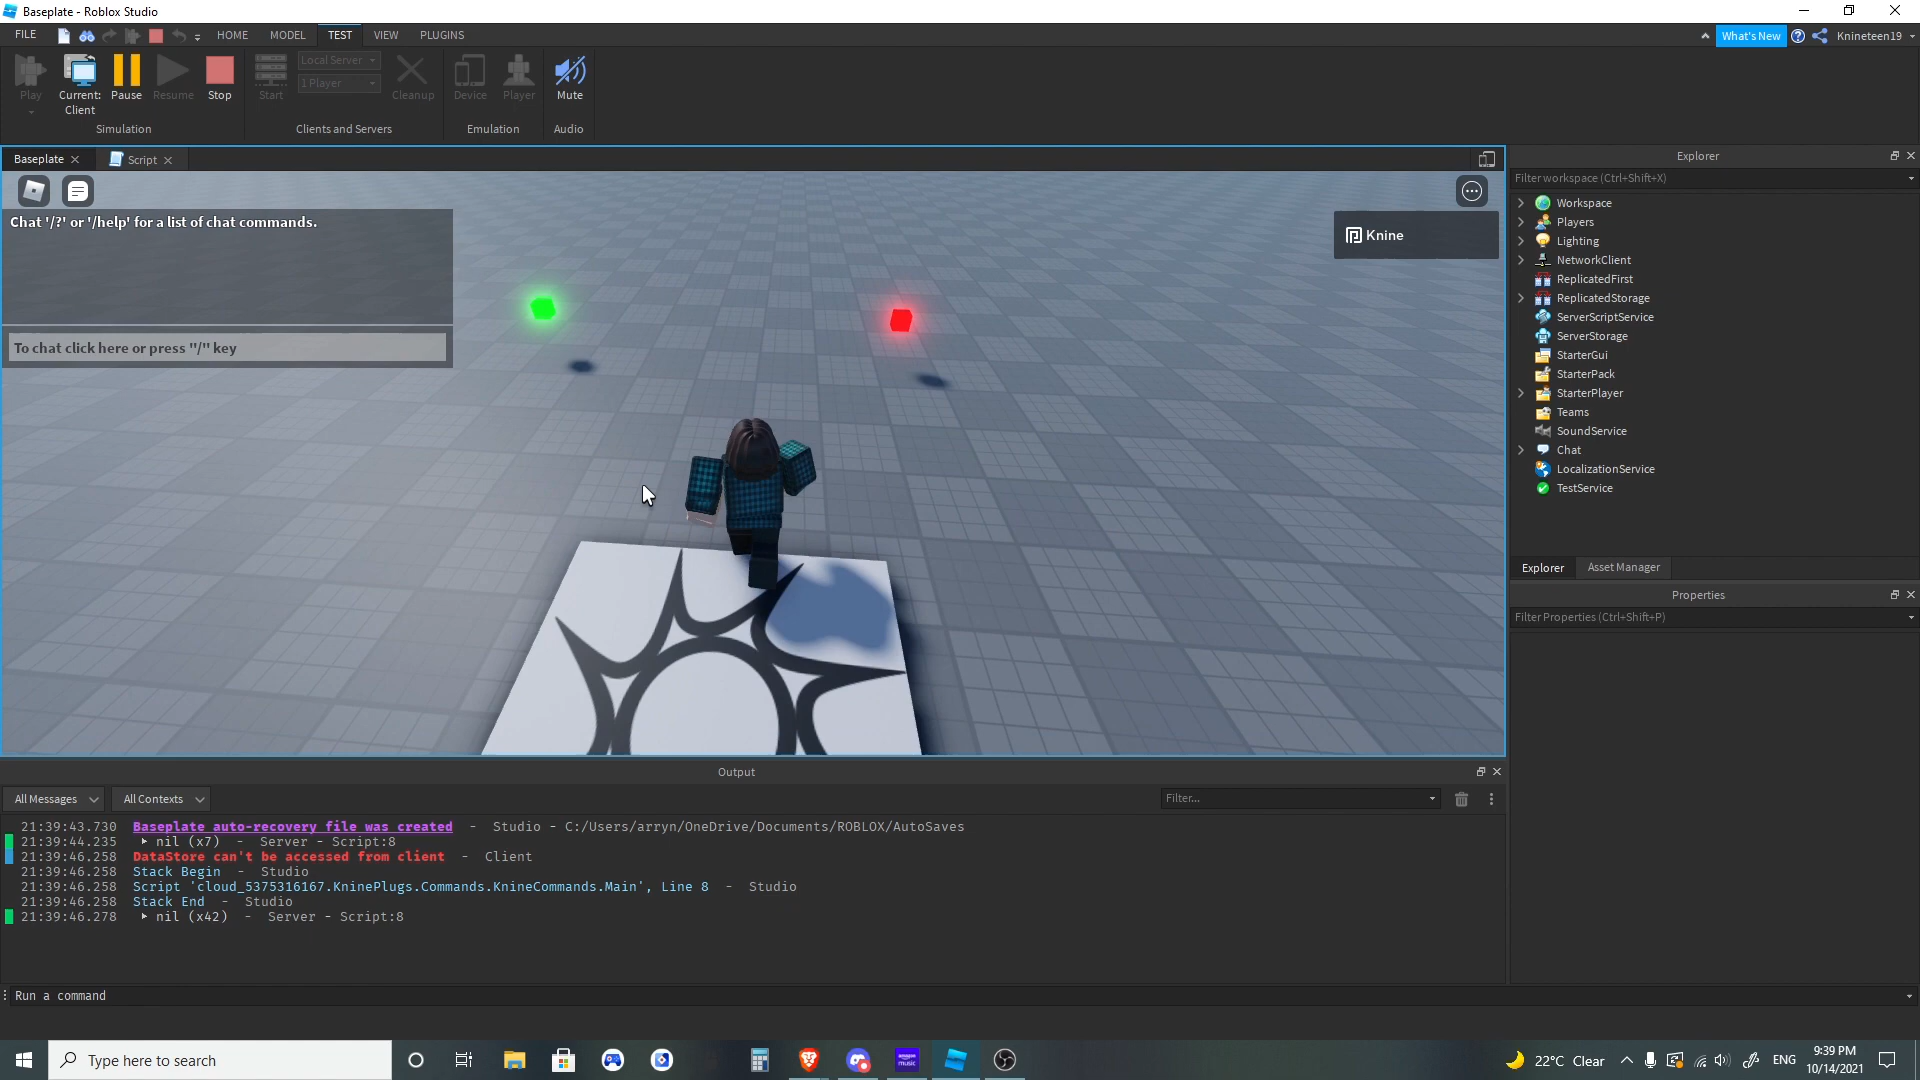 Baseplate - Roblox Studio
FILE HOME MODEL TEST VIEW PLUGINS What's New Knineteen19
Play Current: Client Pause Resume Stop Start Local Server 1 Player Cleanup Device Player Mute
Simulation Clients and Servers Emulation Audio
Baseplate Script
Chat '/?' or '/help' for a list of chat commands.
To chat click here or press "/" key
Knine
Explorer
Filter workspace (Ctrl+Shift+X)
Workspace
Players
Lighting
NetworkClient
ReplicatedFirst
ReplicatedStorage
ServerScriptService
ServerStorage
StarterGui
StarterPack
StarterPlayer
Teams
SoundService
Chat
LocalizationService
TestService
Explorer Asset Manager
Properties
Filter Properties (Ctrl+Shift+P)
Output
All Messages All Contexts Filter...
21:39:43.730 Baseplate auto-recovery file was created - Studio - C:/Users/arryn/OneDrive/Documents/ROBLOX/AutoSaves
21:39:44.235 nil (x7) - Server - Script:8
21:39:46.258 DataStore can't be accessed from client - Client
21:39:46.258 Stack Begin - Studio
21:39:46.258 Script 'cloud_5375316167.KninePlugs.Commands.KnineCommands.Main', Line 8 - Studio
21:39:46.258 Stack End - Studio
21:39:46.278 nil (x42) - Server - Script:8
Run a command
Type here to search
amazon music
22°C Clear
ENG
9:39 PM
10/14/2021